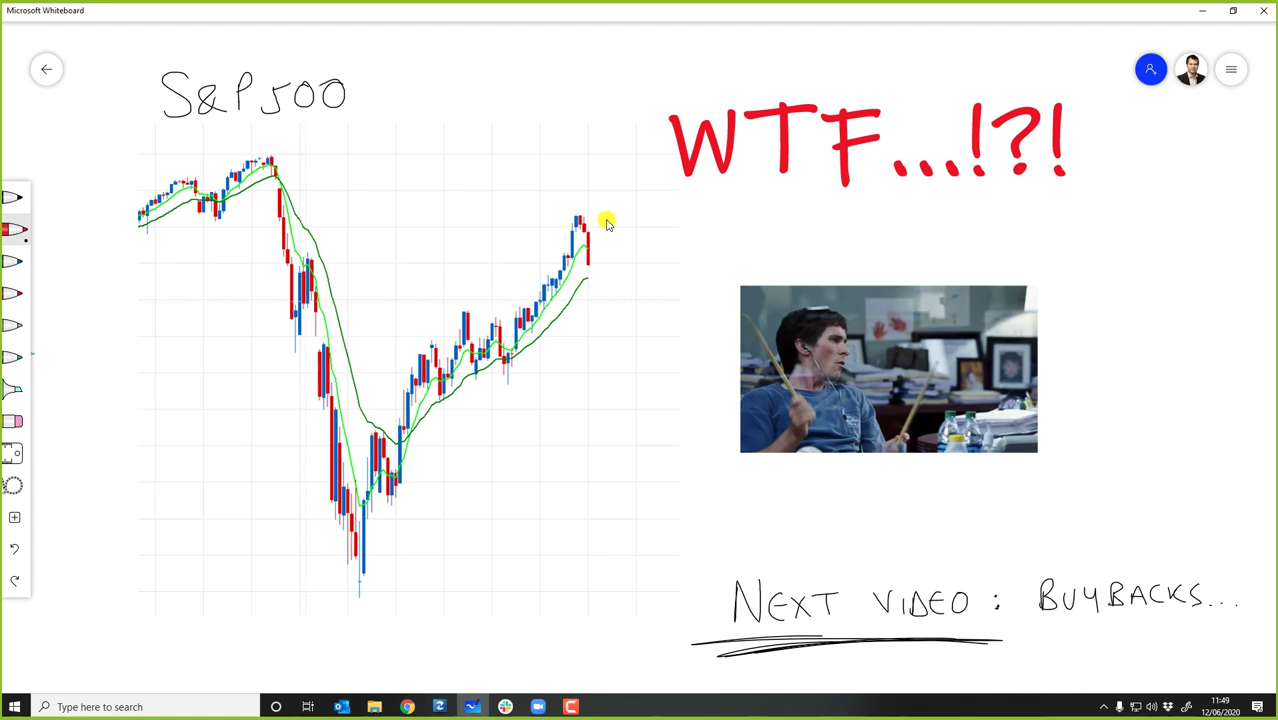 Microsoft Whiteboard
S&P500
WTF...!?!
NEXT VIDEO: BUYBACKS...
Type here to search
11:49
12/06/2020